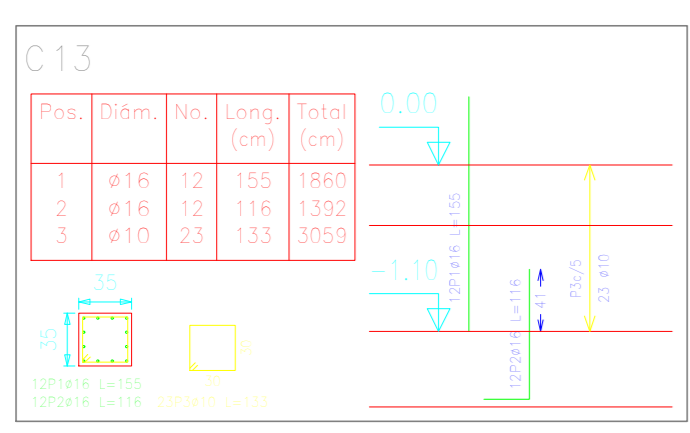 C13
Pos. Diám. No. Long. (cm) Total (cm)
1 ø16 12 155 1860
2 ø16 12 116 1392
3 ø10 23 133 3059
35
35
12P1ø16 L=155
12P2ø16 L=116
23P3ø10 L=133
0.00
-1.10
12P1ø16 L=155
12P2ø16 L=116
41
P3c/5
23 ø10